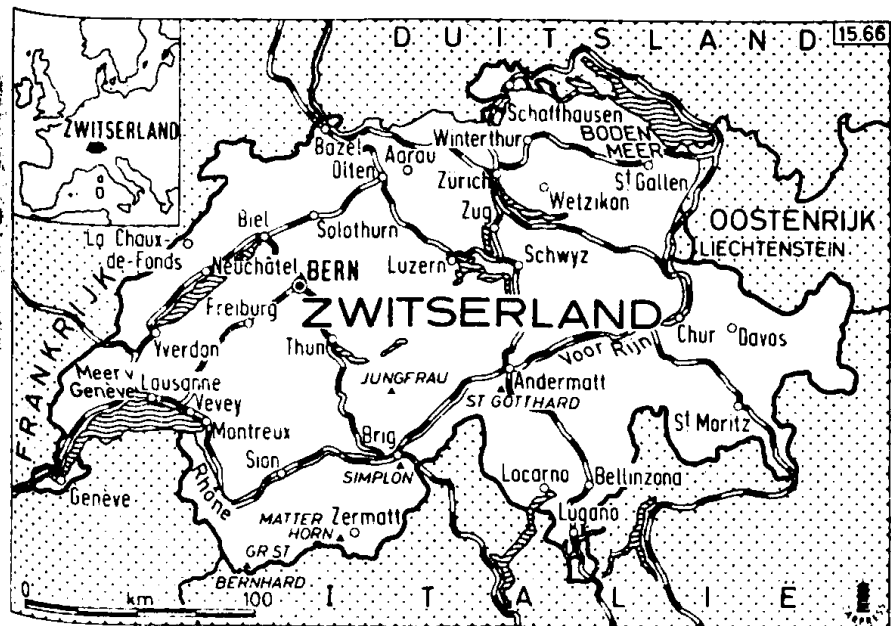 DUITSLAND
15.66
ZWITSERLAND
Schaffhausen
BODEN
MEER
Bazel
Winterthur
Olten
Aarau
Zürich
St Gallen
Wetzikon
Zug
OOSTENRIJK
LIECHTENSTEIN
Biel
Solothurn
La Chaux-
de-Fonds
Neuchâtel
BERN
Luzern
Schwyz
Freiburg
ZWITSERLAND
FRANKRIJK
Yverdon
Thun
Voor Rijn
Chur
Davos
Meer v
Genève
Lausanne
JUNGFRAU
Andermatt
ST GOTTHARD
Vevey
Montreux
St Moritz
Brig
Sion
SIMPLON
Rhone
Locarno
Bellinzona
Genève
Lugano
MATTER
HORN
Zermatt
GR ST
BERNHARD
0
km
100
ITALIË